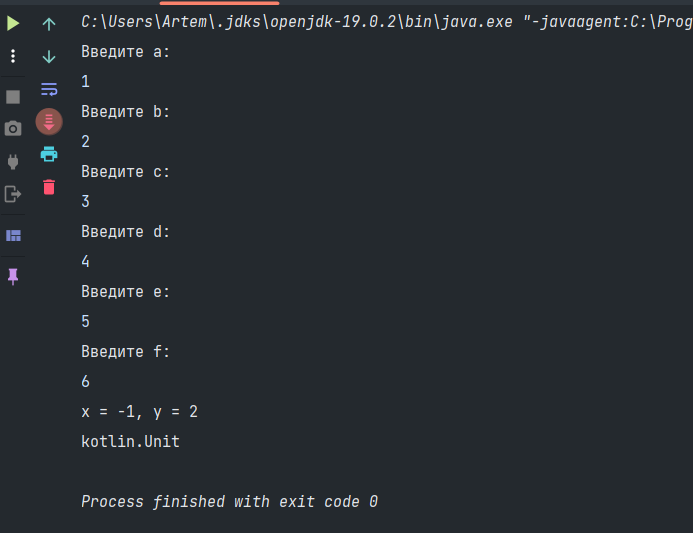 C:\Users\Artem\.jdks\openjdk-19.0.2\bin\java.exe "-javaagent:C:\Prog
Введите a:
1
Введите b:
2
Введите c:
3
Введите d:
4
Введите e:
5
Введите f:
6
x = -1, y = 2
kotlin.Unit
Process finished with exit code 0